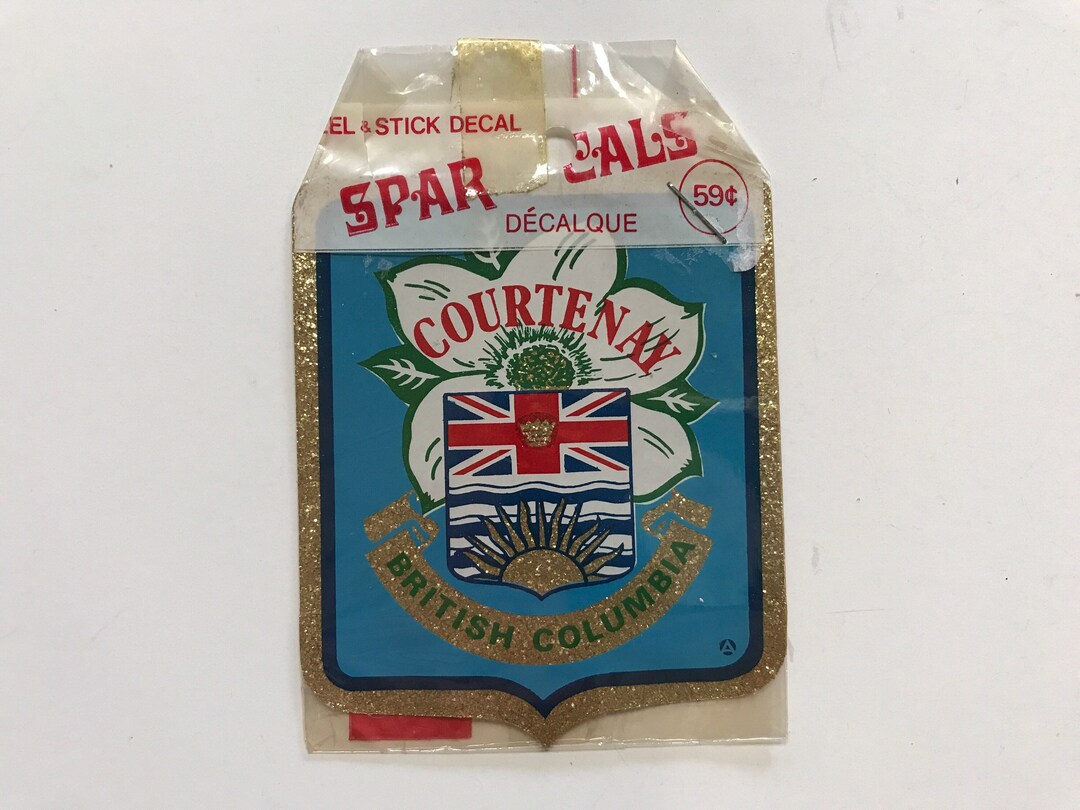 EL & STICK DECAL
SPAR CALS
59¢
DÉCALQUE
COURTENAY
BRITISH COLUMBIA
A